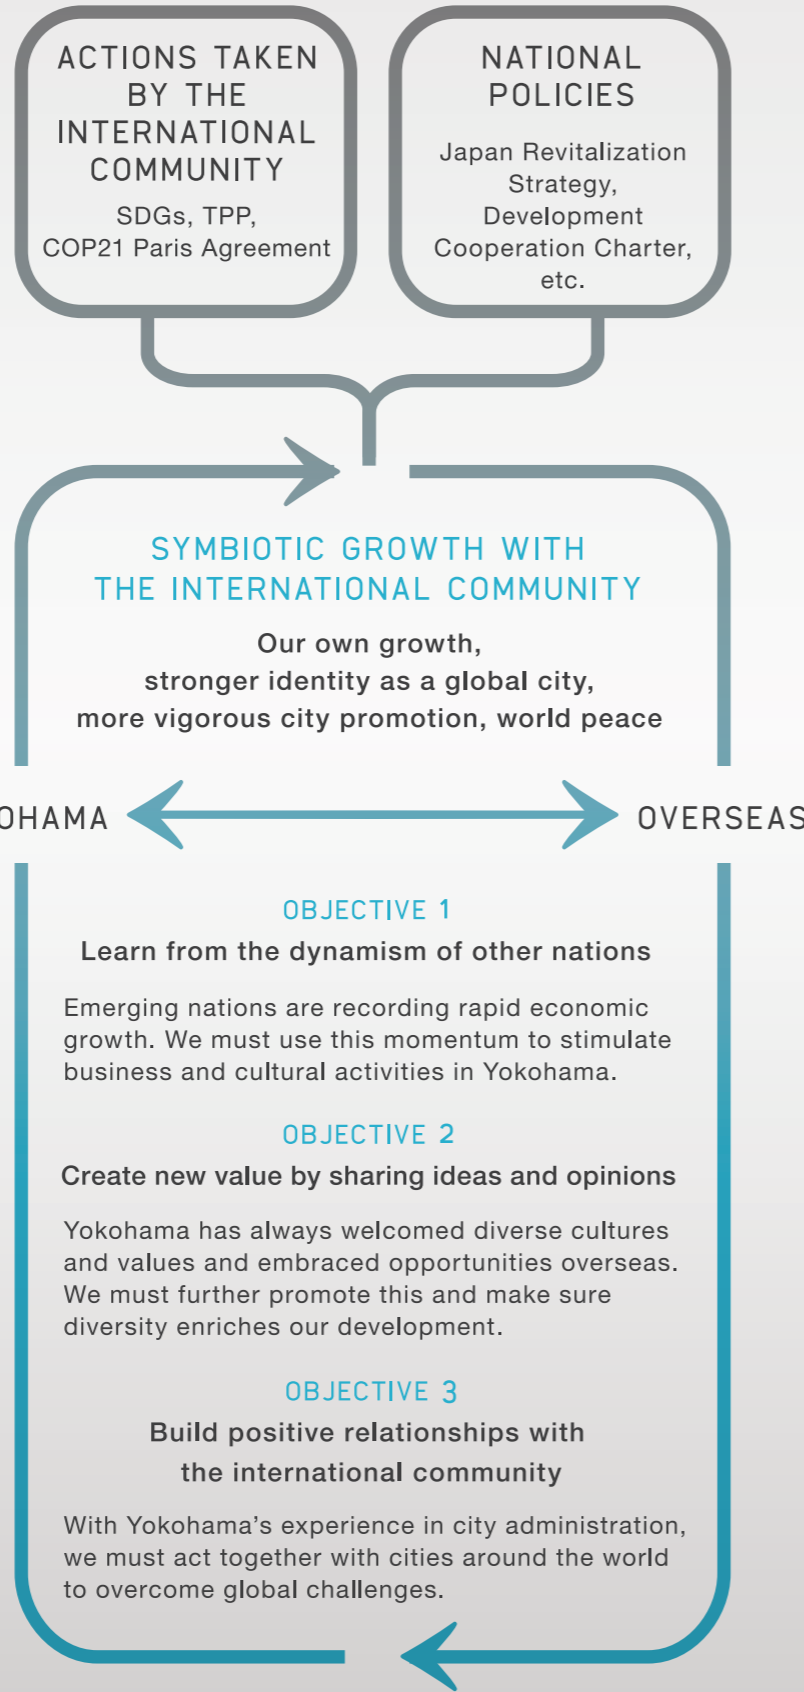 ACTIONS TAKEN
BY THE
INTERNATIONAL
COMMUNITY
SDGs, TPP,
COP21 Paris Agreement
NATIONAL
POLICIES
Japan Revitalization
Strategy,
Development
Cooperation Charter,
etc.
SYMBIOTIC GROWTH WITH
THE INTERNATIONAL COMMUNITY
Our own growth,
stronger identity as a global city,
more vigorous city promotion, world peace
OHAMA
OVERSEAS
OBJECTIVE 1
Learn from the dynamism of other nations
Emerging nations are recording rapid economic
growth. We must use this momentum to stimulate
business and cultural activities in Yokohama.
OBJECTIVE 2
Create new value by sharing ideas and opinions
Yokohama has always welcomed diverse cultures
and values and embraced opportunities overseas.
We must further promote this and make sure
diversity enriches our development.
OBJECTIVE 3
Build positive relationships with
the international community
With Yokohama’s experience in city administration,
we must act together with cities around the world
to overcome global challenges.